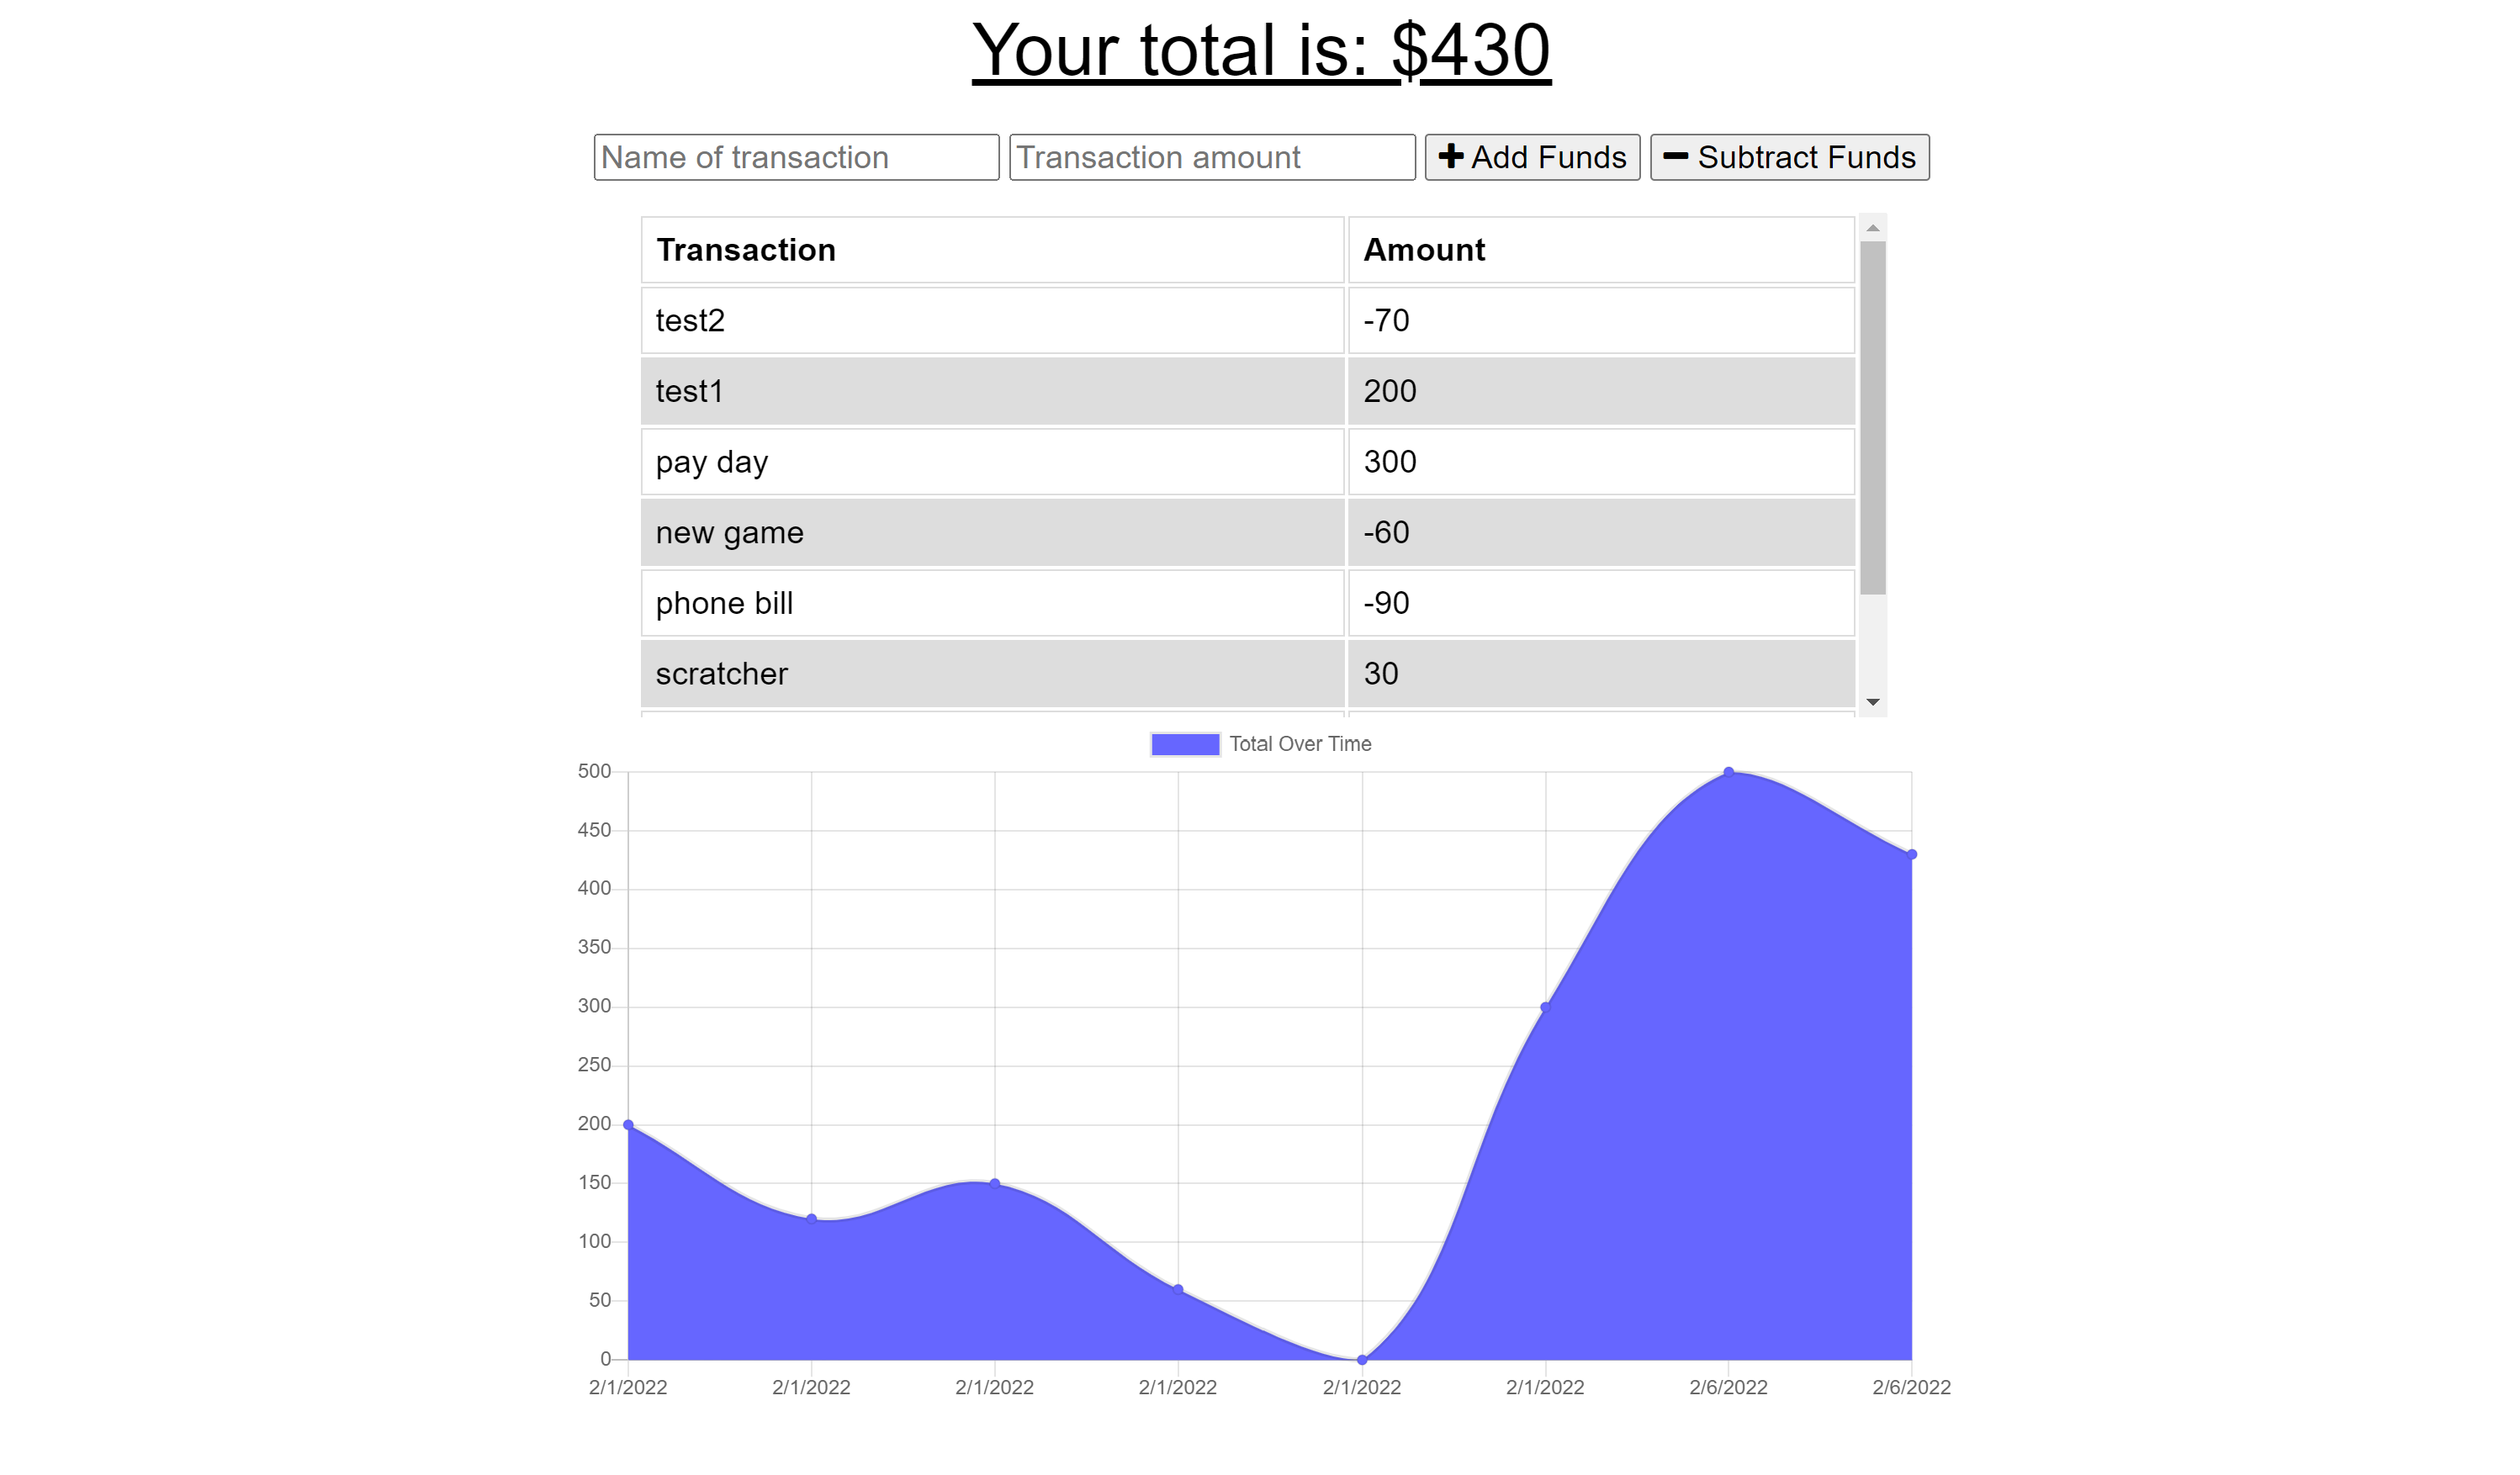 Your total is: $430
Name of transaction Transaction amount Add Funds Subtract Funds
Transaction Amount
test2 -70
test1 200
pay day 300
new game -60
phone bill -90
scratcher 30
Total Over Time
500
450
400
350
300
250
200
150
100
50
0
2/1/2022 2/1/2022 2/1/2022 2/1/2022 2/1/2022 2/1/2022 2/6/2022 2/6/2022